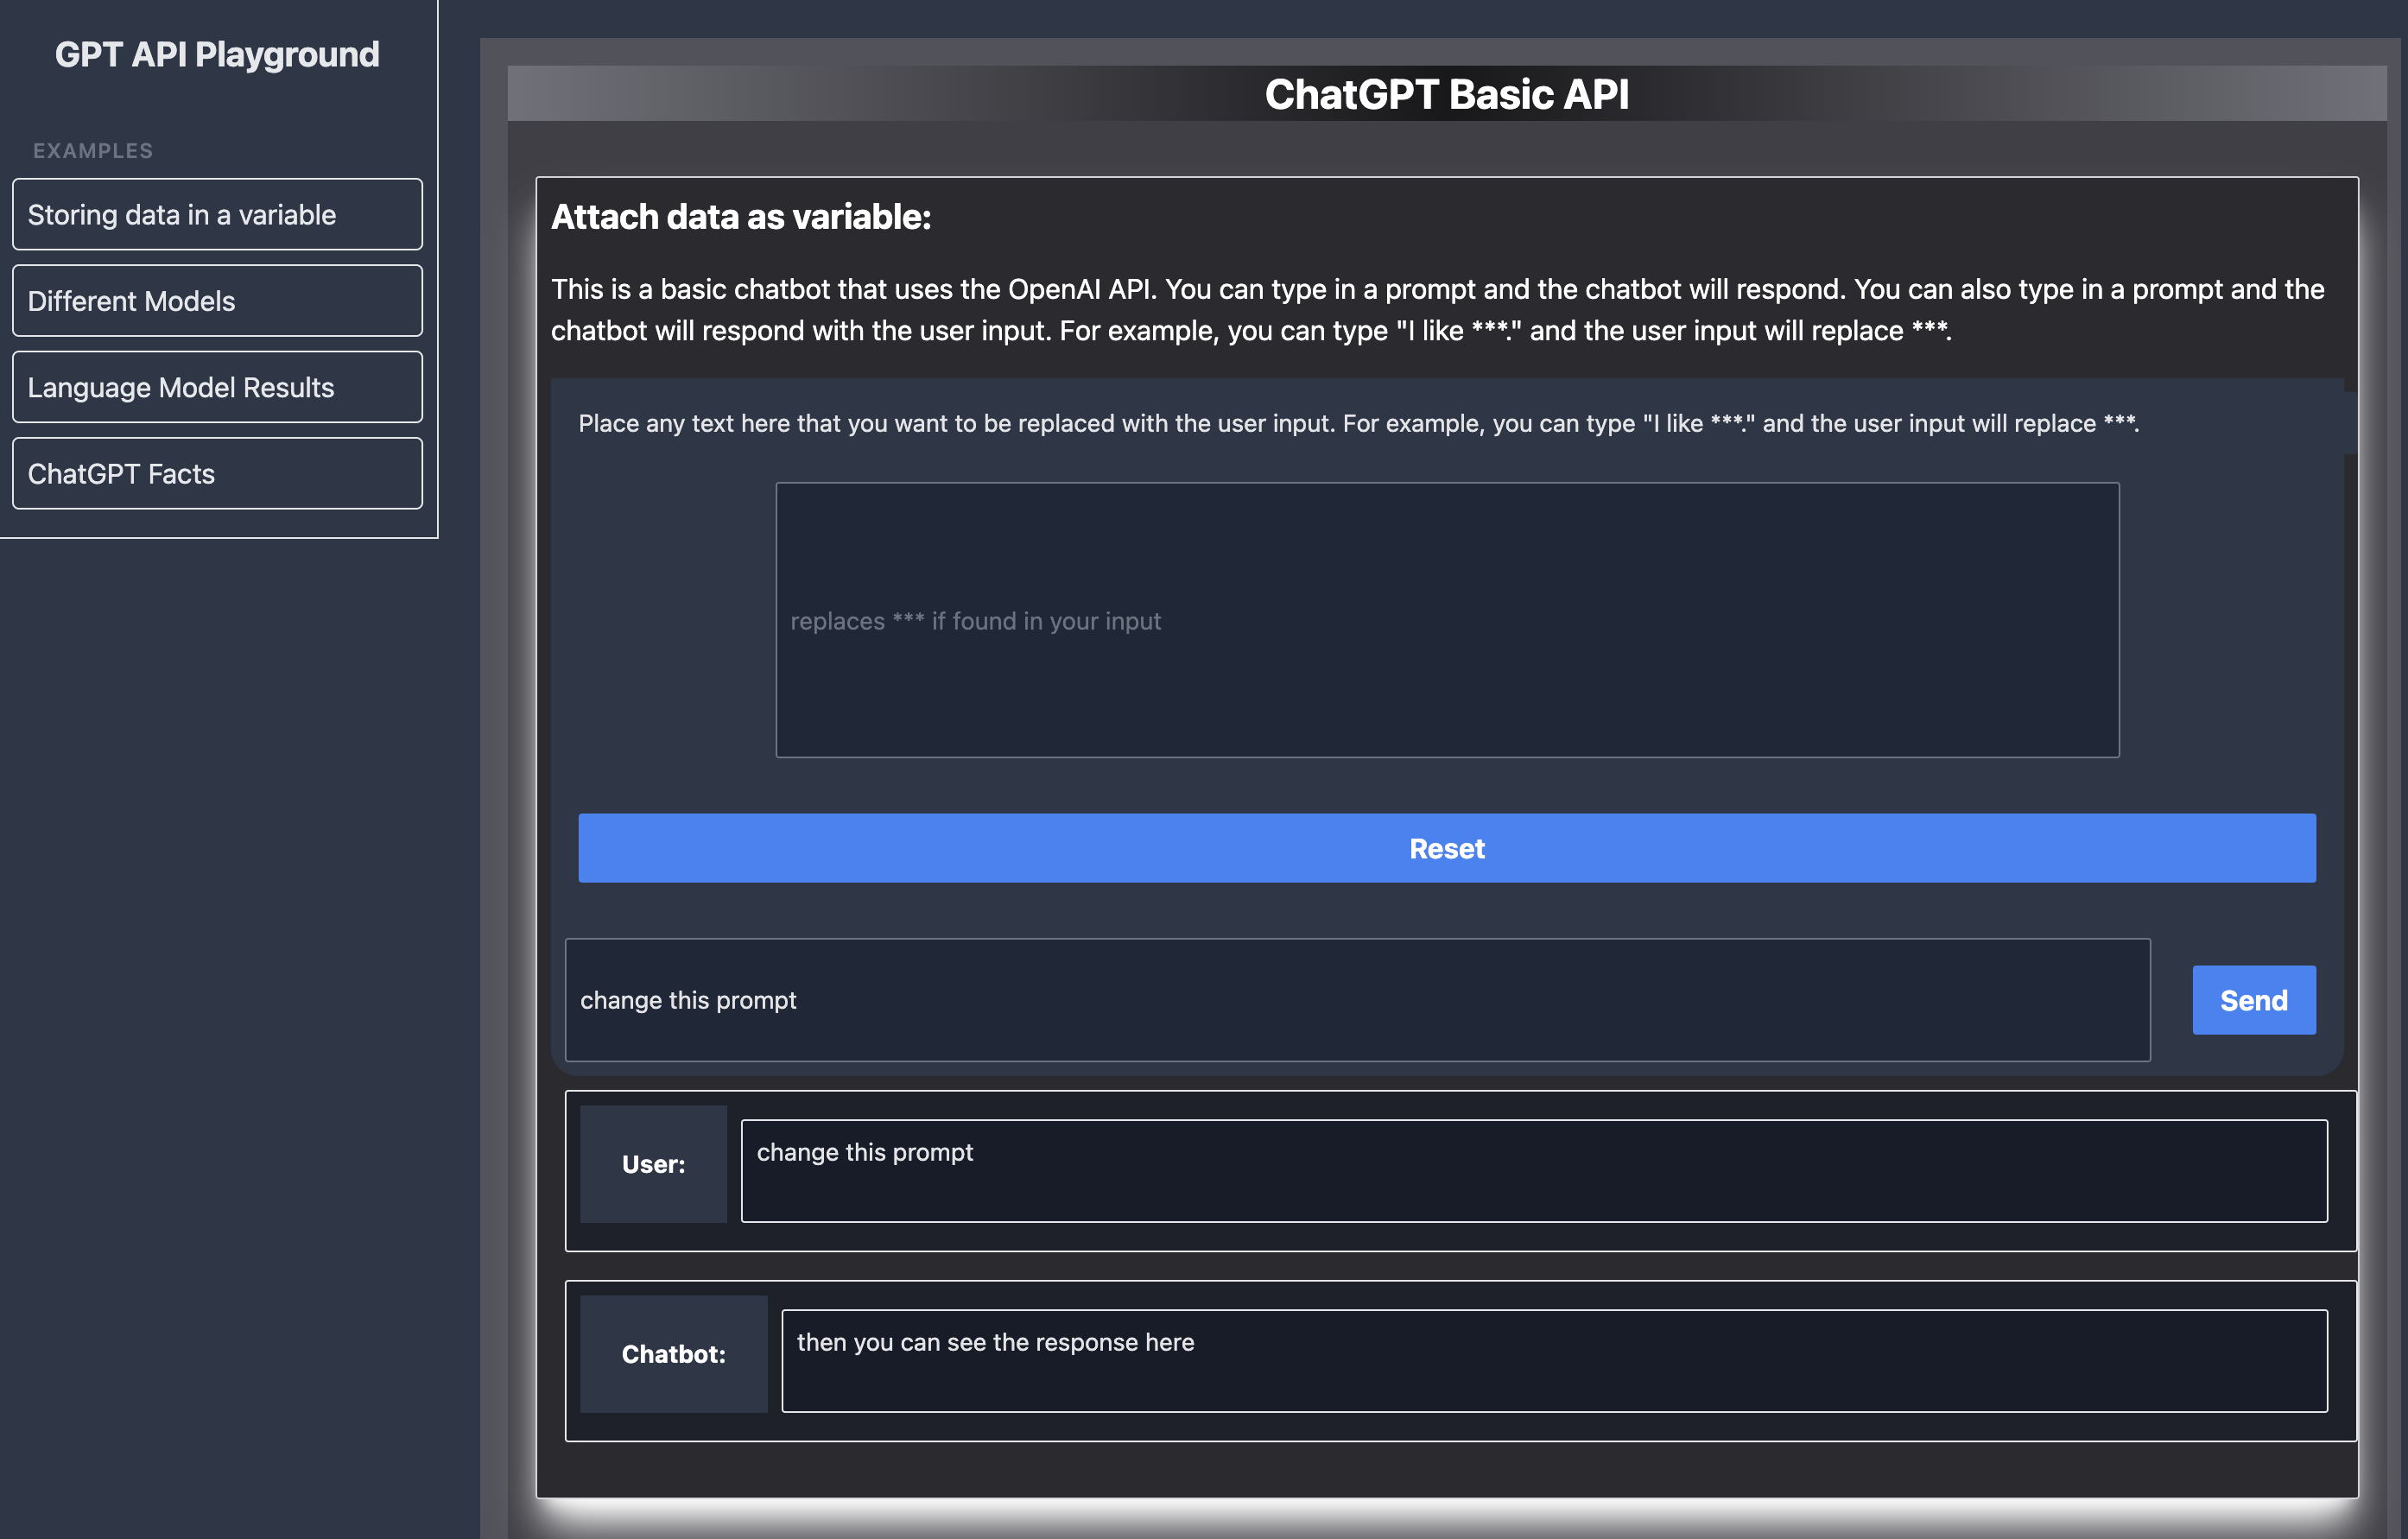 GPT API Playground
EXAMPLES
Storing data in a variable
Different Models
Language Model Results
ChatGPT Facts
ChatGPT Basic API
Attach data as variable:
This is a basic chatbot that uses the OpenAI API. You can type in a prompt and the chatbot will respond. You can also type in a prompt and the
chatbot will respond with the user input. For example, you can type "I like ***." and the user input will replace ***.
Place any text here that you want to be replaced with the user input. For example, you can type "I like ***." and the user input will replace ***.
replaces *** if found in your input
Reset
change this prompt
Send
User:
change this prompt
Chatbot:
then you can see the response here